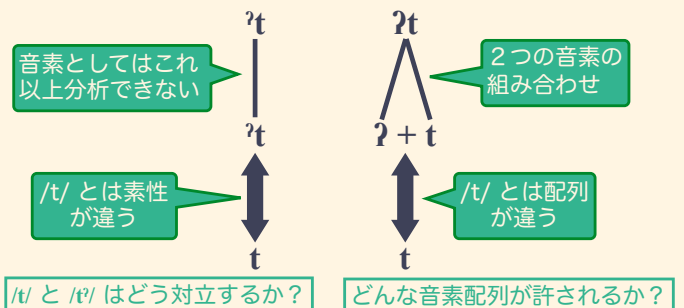 ˀt
音素としてはこれ
以上分析できない
ˀt
/t/ とは素性
が違う
t
/t/ と /tˀ/ はどう対立するか？
ʔt
２つの音素の
組み合わせ
ʔ + t
/t/ とは配列
が違う
t
どんな音素配列が許されるか？